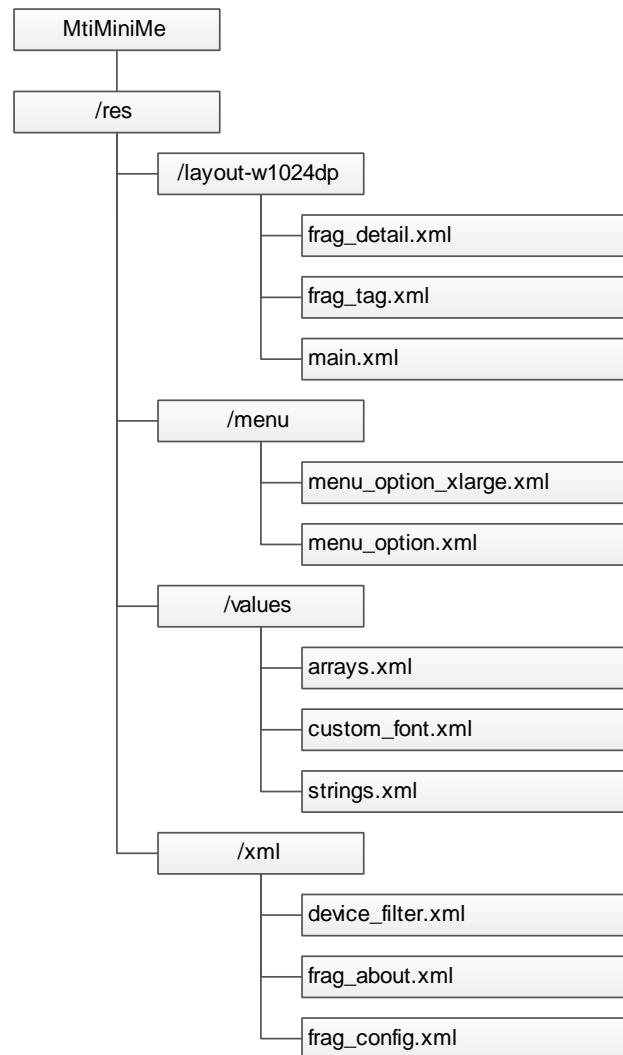 MtiMiniMe
/res
/layout-w1024dp
frag_detail.xml
frag_tag.xml
main.xml
/menu
menu_option_xlarge.xml
menu_option.xml
/values
arrays.xml
custom_font.xml
strings.xml
/xml
device_filter.xml
frag_about.xml
frag_config.xml